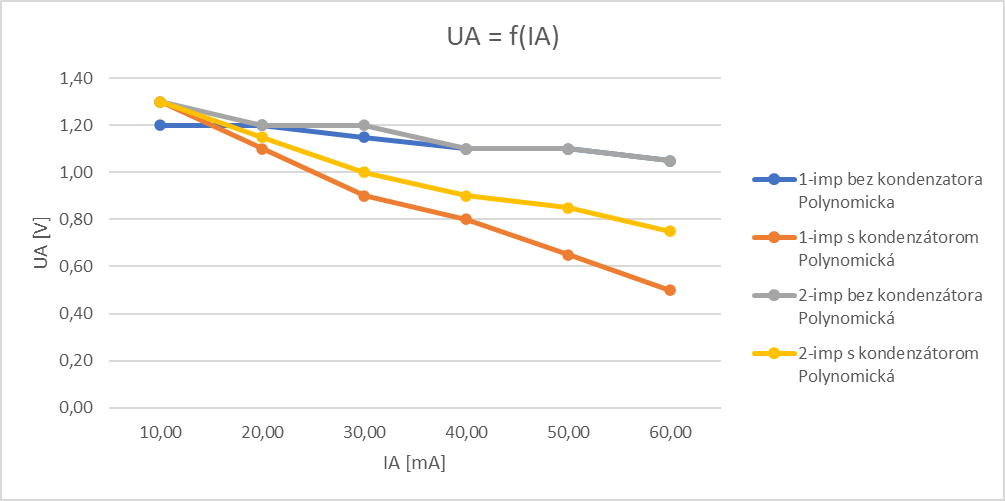 UA = f(IA)
1,40
1,20
1,00
0,80
0,60
0,40
0,20
0,00
UA [V]
10,00 20,00 30,00 40,00 50,00 60,00
IA [mA]
1-imp bez kondenzatora
Polynomicka
1-imp s kondenzátorom
Polynomická
2-imp bez kondenzátora
Polynomická
2-imp s kondenzátorom
Polynomická